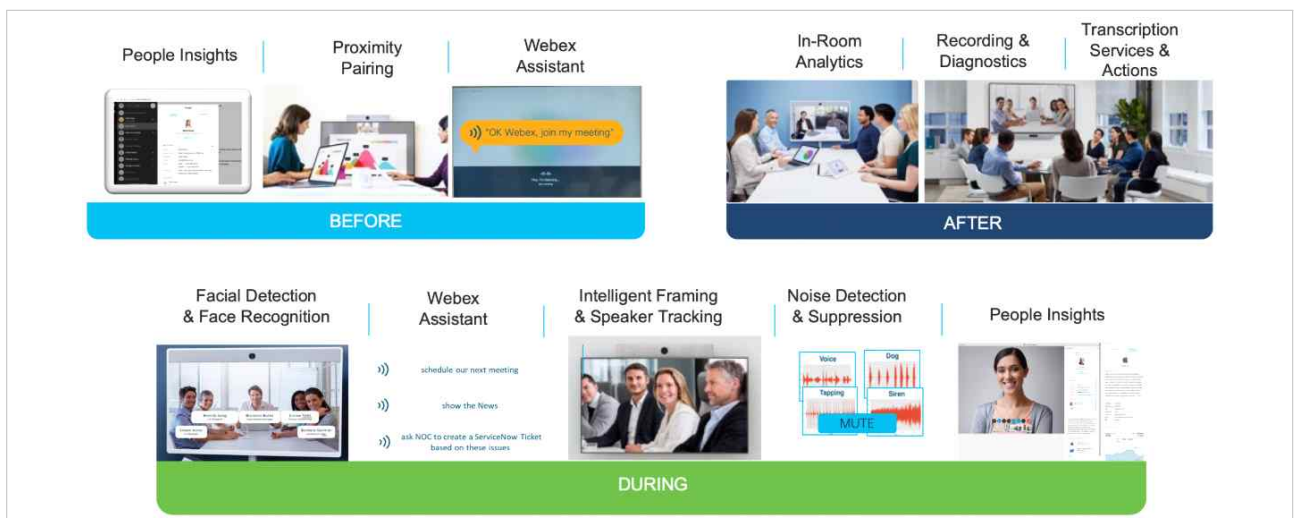 People Insights
Proximity
Pairing
Webex
Assistant
"OK Webex, join my meeting"
BEFORE
In-Room
Analytics
Recording &
Diagnostics
Transcription
Services &
Actions
AFTER
Facial Detection
& Face Recognition
Webex
Assistant
schedule our next meeting
show the News
ask NOC to create a ServiceNow Ticket
based on these issues
Intelligent Framing
& Speaker Tracking
Noise Detection
& Suppression
Voice
Dog
Tapping
Siren
MUTE
People Insights
DURING